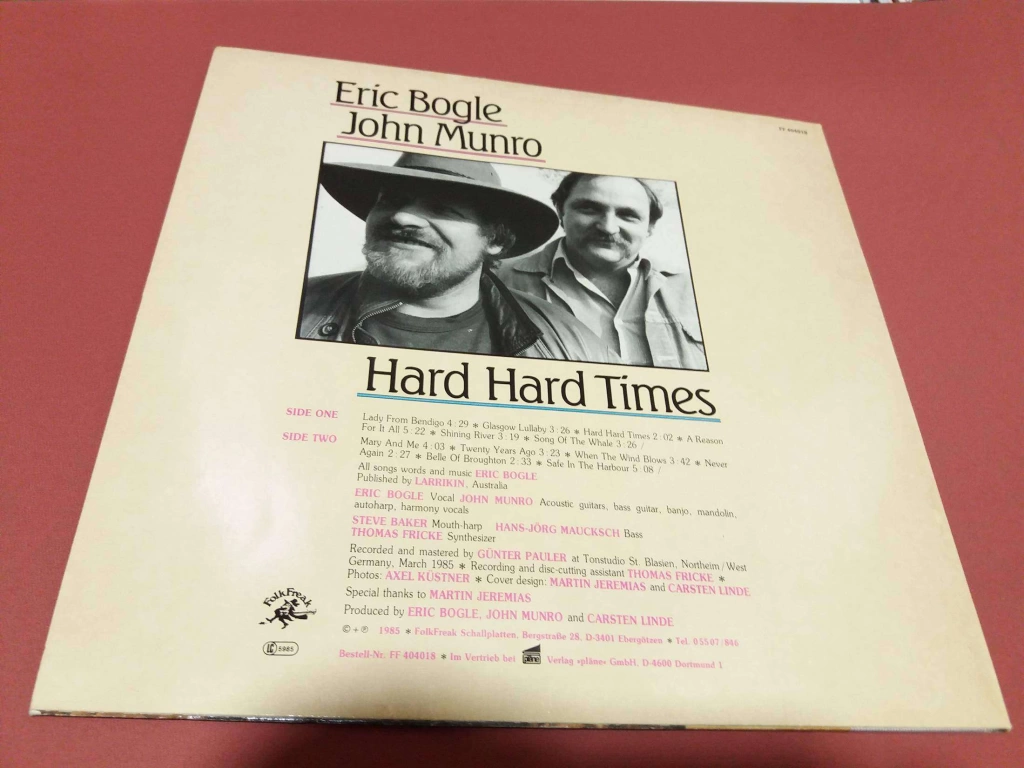 Eric Bogle
John Munro
FF 404018
Hard Hard Times
SIDE ONE
Lady From Bendigo 4:29 * Glasgow Lullaby 3:26 * Hard Hard Times 2:02 * A Reason
For It All 5:22 * Shining River 3:19 * Song Of The Whale 3:26 /
SIDE TWO
Mary And Me 4:03 * Twenty Years Ago 3:23 * When The Wind Blows 3:42 * Never
Again 2:27 * Belle Of Broughton 2:33 * Safe In The Harbour 5:08 /
All songs words and music ERIC BOGLE
Published by LARRIKIN, Australia
ERIC BOGLE Vocal JOHN MUNRO Acoustic guitars, bass guitar, banjo, mandolin,
autoharp, harmony vocals
STEVE BAKER Mouth-harp HANS-JÖRG MAUCKSCH Bass
THOMAS FRICKE Synthesizer
Recorded and mastered by GÜNTER PAULER at Tonstudio St. Blasien, Northeim/West
Germany, March 1985 * Recording and disc-cutting assistant THOMAS FRICKE *
Photos: AXEL KÜSTNER * Cover design: MARTIN JEREMIAS and CARSTEN LINDE
Special thanks to MARTIN JEREMIAS
Produced by ERIC BOGLE, JOHN MUNRO and CARSTEN LINDE
© + ℗ 1985 * FolkFreak Schallplatten, Bergstraße 28, D-3401 Ebergötzen * Tel. 05507/846
Bestell-Nr. FF 404018 * Im Vertrieb bei pläne Verlag «pläne» GmbH, D-4600 Dortmund 1
FolkFreak
LC 5985